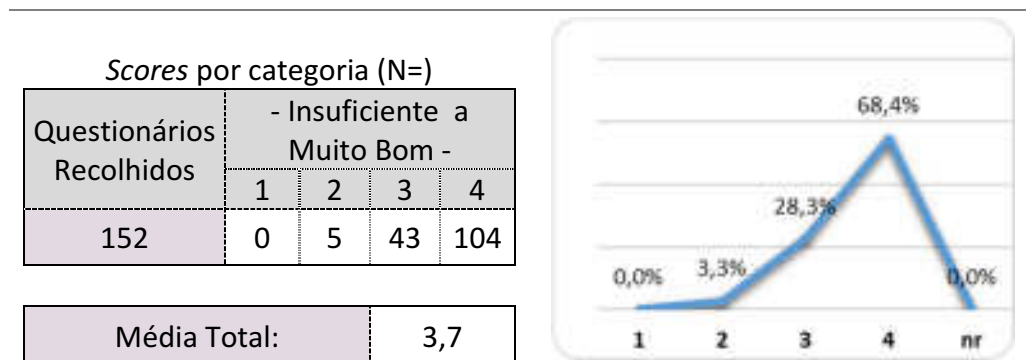 Scores por categoria (N=)
Questionários
Recolhidos
- Insuficiente a
Muito Bom -
1 2 3 4
152 0 5 43 104
Média Total: 3,7
68,4%
28,3%
3,3%
0,0%
0,0%
1 2 3 4 nr